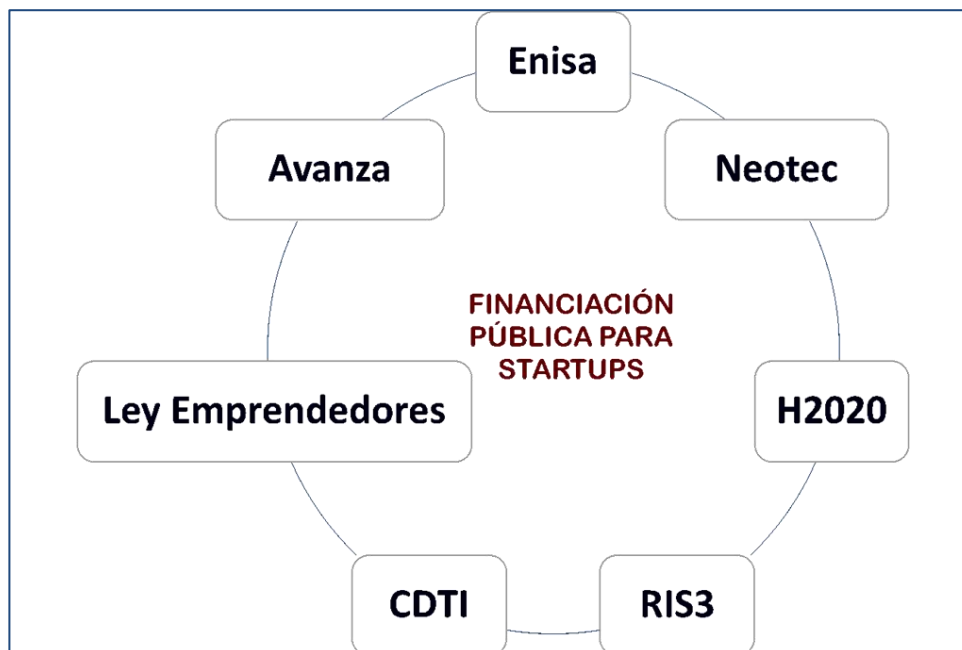 Enisa
Avanza
Neotec
FINANCIACIÓN
PÚBLICA PARA
STARTUPS
Ley Emprendedores
H2020
CDTI
RIS3